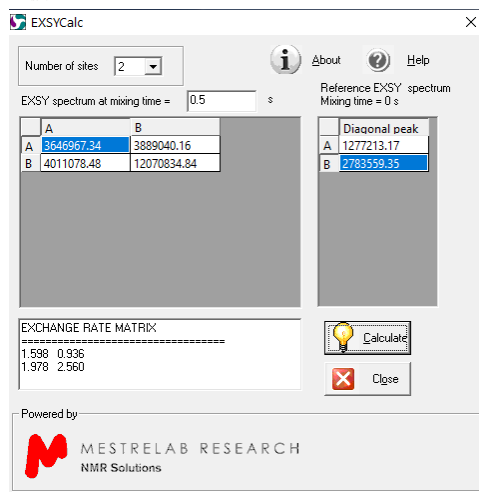 EXSYCalc
Number of sites 2
About
Help
EXSY spectrum at mixing time = 0.5 s
Reference EXSY spectrum
Mixing time = 0 s
A B
A 3646967.34 3889040.16
B 4011078.48 12070834.84
Diagonal peak
A 1277213.17
B 2783559.35
EXCHANGE RATE MATRIX
==================================
1.598 0.936
1.978 2.560
Calculate
Close
Powered by
MESTRELAB RESEARCH
NMR Solutions